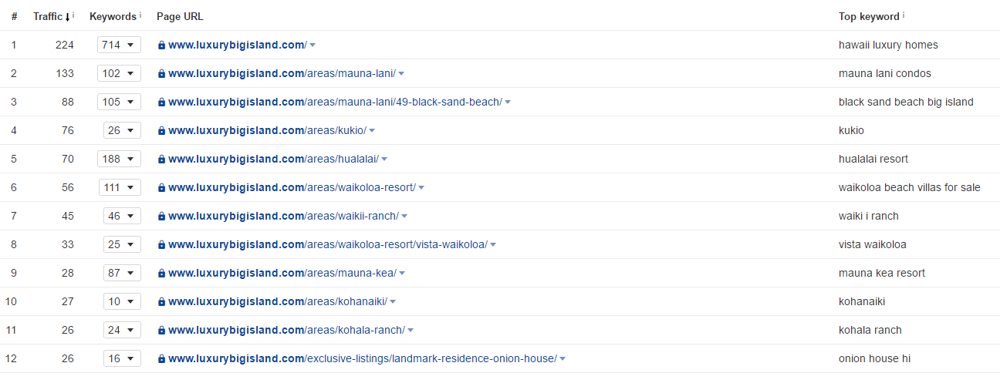 # Traffic i Keywords i Page URL Top keyword i
1 224 714 www.luxurybigisland.com/ hawaii luxury homes
2 133 102 www.luxurybigisland.com/areas/mauna-lani/ mauna lani condos
3 88 105 www.luxurybigisland.com/areas/mauna-lani/49-black-sand-beach/ black sand beach big island
4 76 26 www.luxurybigisland.com/areas/kukio/ kukio
5 70 188 www.luxurybigisland.com/areas/hualalai/ hualalai resort
6 56 111 www.luxurybigisland.com/areas/waikoloa-resort/ waikoloa beach villas for sale
7 45 46 www.luxurybigisland.com/areas/waikii-ranch/ waiki i ranch
8 33 25 www.luxurybigisland.com/areas/waikoloa-resort/vista-waikoloa/ vista waikoloa
9 28 87 www.luxurybigisland.com/areas/mauna-kea/ mauna kea resort
10 27 10 www.luxurybigisland.com/areas/kohanaiki/ kohanaiki
11 26 24 www.luxurybigisland.com/areas/kohala-ranch/ kohala ranch
12 26 16 www.luxurybigisland.com/exclusive-listings/landmark-residence-onion-house/ onion house hi